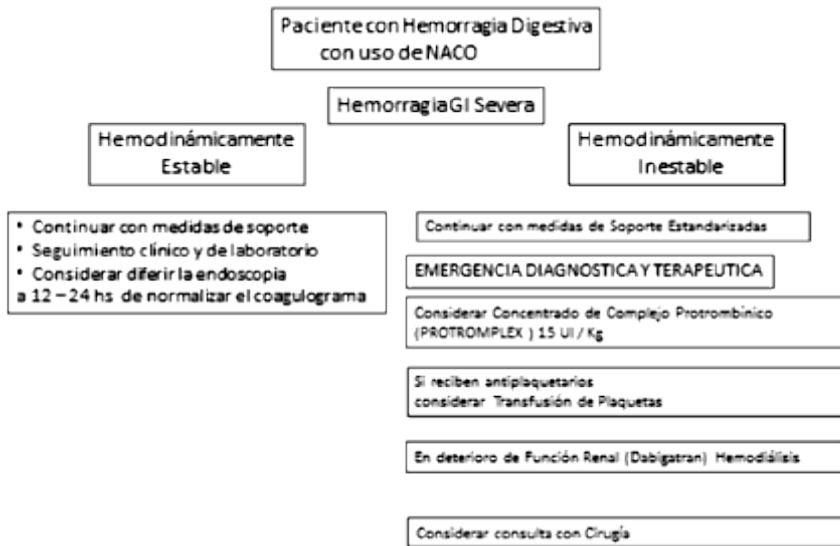 Paciente con Hemorragia Digestiva
con uso de NACO
Hemorragia GI Severa
Hemodinámicamente
Estable
• Continuar con medidas de soporte
• Seguimiento clínico y de laboratorio
• Considerar diferir la endoscopia
a 12 – 24 hs de normalizar el coagulograma
Hemodinámicamente
Inestable
Continuar con medidas de Soporte Estandarizadas
EMERGENCIA DIAGNOSTICA Y TERAPEUTICA
Considerar Concentrado de Complejo Protrombínico
(PROTROMPLEX ) 15 UI / Kg
Si reciben antiplaquetarios
considerar Transfusión de Plaquetas
En deterioro de Función Renal (Dabigatran) Hemodiálisis
Considerar consulta con Cirugía